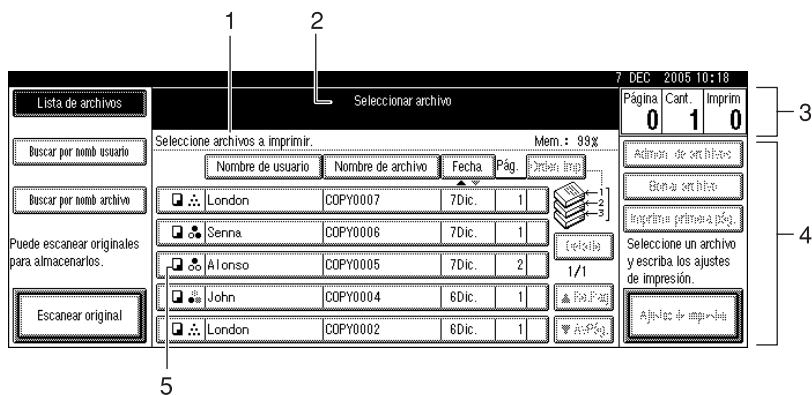 1
2
7 DEC 2005 10:18
Lista de archivos
Seleccionar archivo
Página Cant. Imprim
0 1 0
3
Seleccione archivos a imprimir.
Mem.: 99%
Buscar por nomb usuario
Nombre de usuario Nombre de archivo Fecha Pág. Orden imp.
Admon. de archivos
London COPY0007 7Dic. 1
1
2
3
Borrar archivo
Buscar por nomb archivo
Senna COPY0006 7Dic. 1
Imprimir primera pág.
Puede escanear originales
para almacenarlos.
Alonso COPY0005 7Dic. 2
Detalle
1/1
Seleccione un archivo
y escriba los ajustes
de impresión.
4
John COPY0004 6Dic. 1
▲ Re.Pág
Escanear original
London COPY0002 6Dic. 1
▼ Av.Pág.
Ajustes de impresión
5